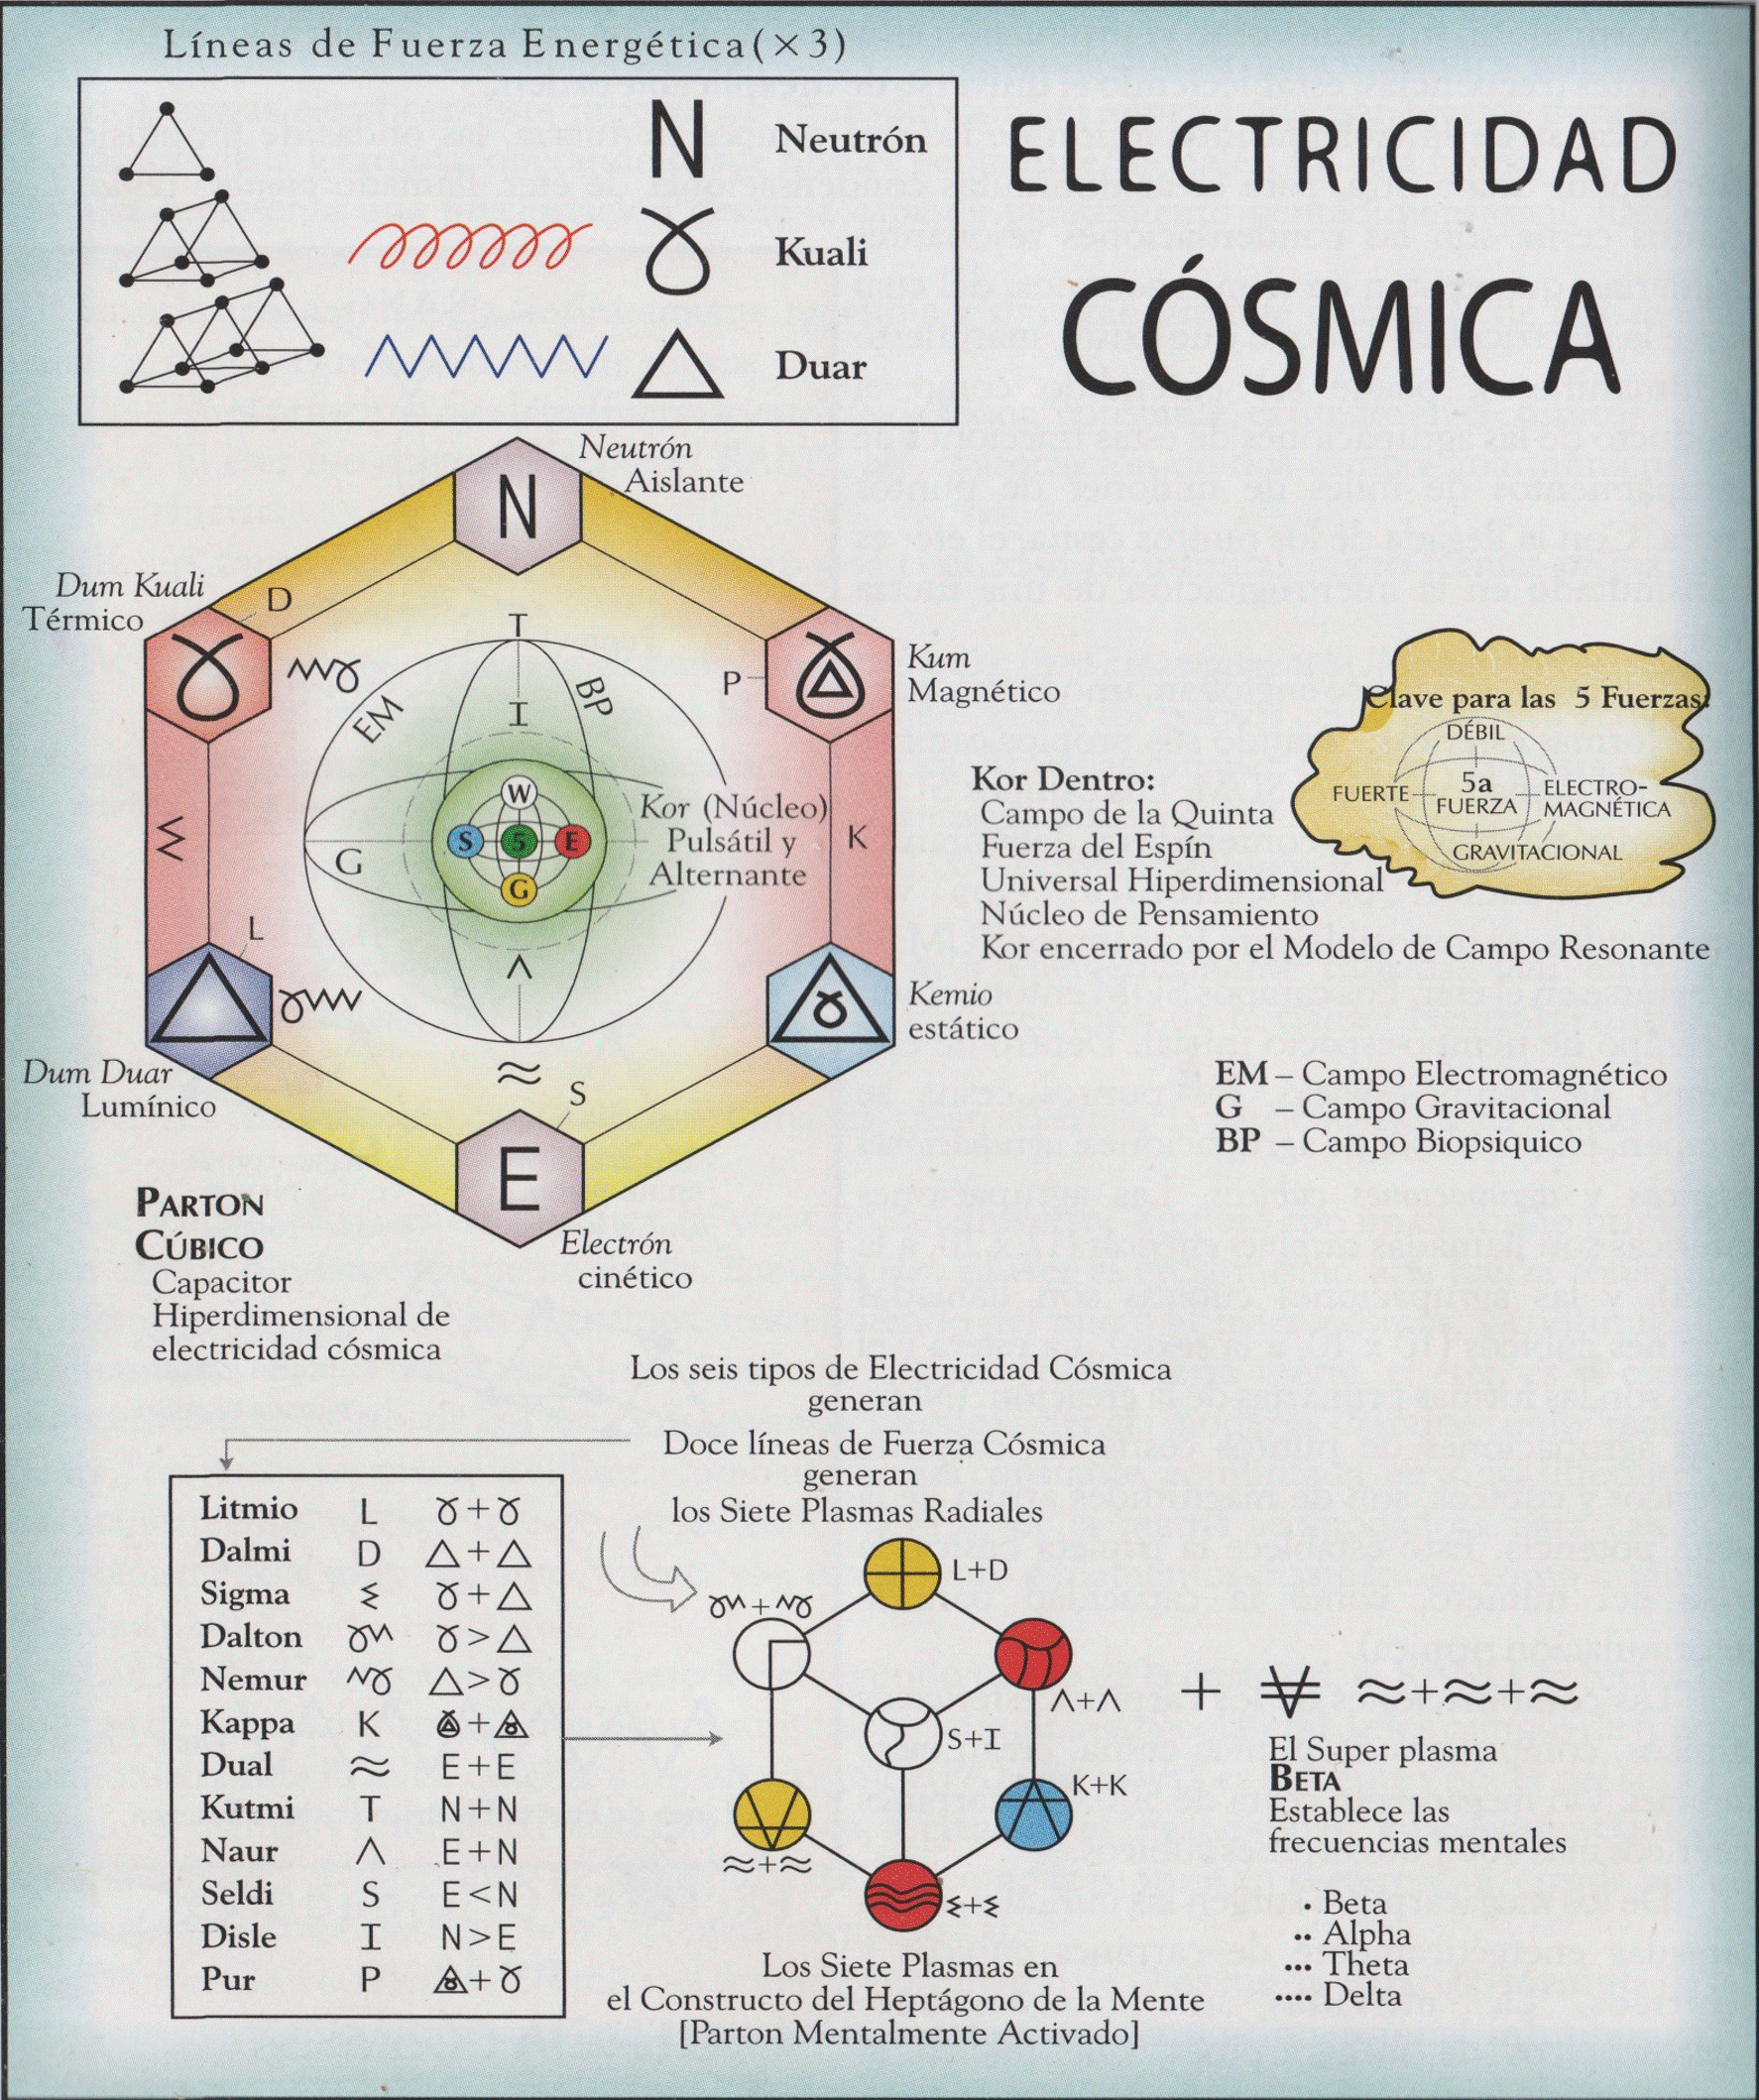 Líneas de Fuerza Energética(×3)
N Neutrón
Kuali
Duar
ELECTRICIDAD
CÓSMICA
Neutrón
Aislante
N
Dum Kuali
Térmico
D
T
Kum
Magnético
P
EM
BP
I
W
S 5 E
G
Kor (Núcleo)
Pulsátil y
Alternante
G
K
L
Λ
Kemio
estático
Dum Duar
Lumínico
≈
S
E
Electrón
cinético
Clave para las 5 Fuerzas:
DÉBIL
FUERTE
5a
FUERZA
ELECTRO-
MAGNÉTICA
GRAVITACIONAL
Kor Dentro:
Campo de la Quinta
Fuerza del Espín
Universal Hiperdimensional
Núcleo de Pensamiento
Kor encerrado por el Modelo de Campo Resonante
EM – Campo Electromagnético
G – Campo Gravitacional
BP – Campo Biopsiquico
PARTON
CÚBICO
Capacitor
Hiperdimensional de
electricidad cósmica
Los seis tipos de Electricidad Cósmica
generan
Doce líneas de Fuerza Cósmica
generan
los Siete Plasmas Radiales
Litmio L ɤ+ɤ
Dalmi D △+△
Sigma ɤ+△
Dalton ɤ>△
Nemur △>ɤ
Kappa K +
Dual ≈ E+E
Kutmi T N+N
Naur Λ E+N
Seldi S E<N
Disle I N>E
Pur P +ɤ
L+D
Λ+Λ
S+I
K+K
≈+≈
+ ≈+≈+≈
El Super plasma
BETA
Establece las
frecuencias mentales
• Beta
•• Alpha
••• Theta
•••• Delta
Los Siete Plasmas en
el Constructo del Heptágono de la Mente
[Parton Mentalmente Activado]